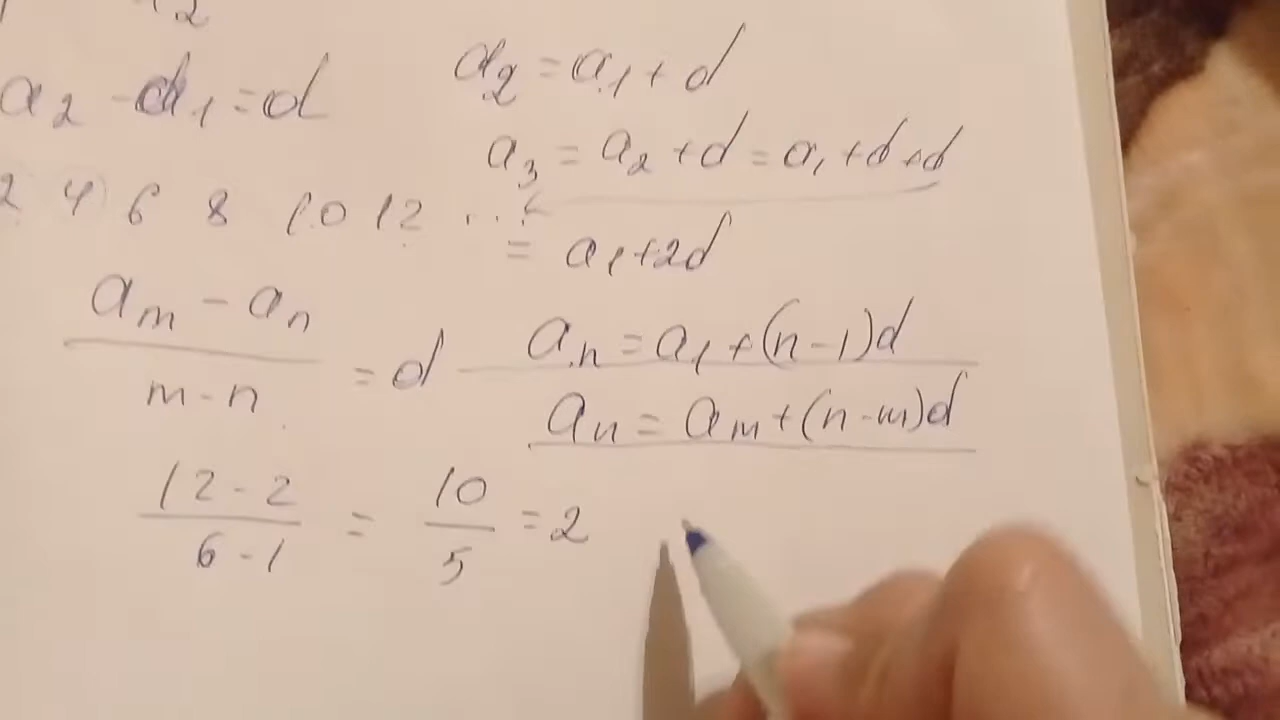 a₂ - a₁ = d
a₂ = a₁ + d
a₃ = a₂ + d = a₁ + d + d
= a₁ + 2d
2 4 6 8 10 12 ...
(aₘ - aₙ) / (m - n) = d
aₙ = a₁ + (n - 1)d
aₙ = aₘ + (n - m)d
(12 - 2) / (6 - 1) = 10 / 5 = 2